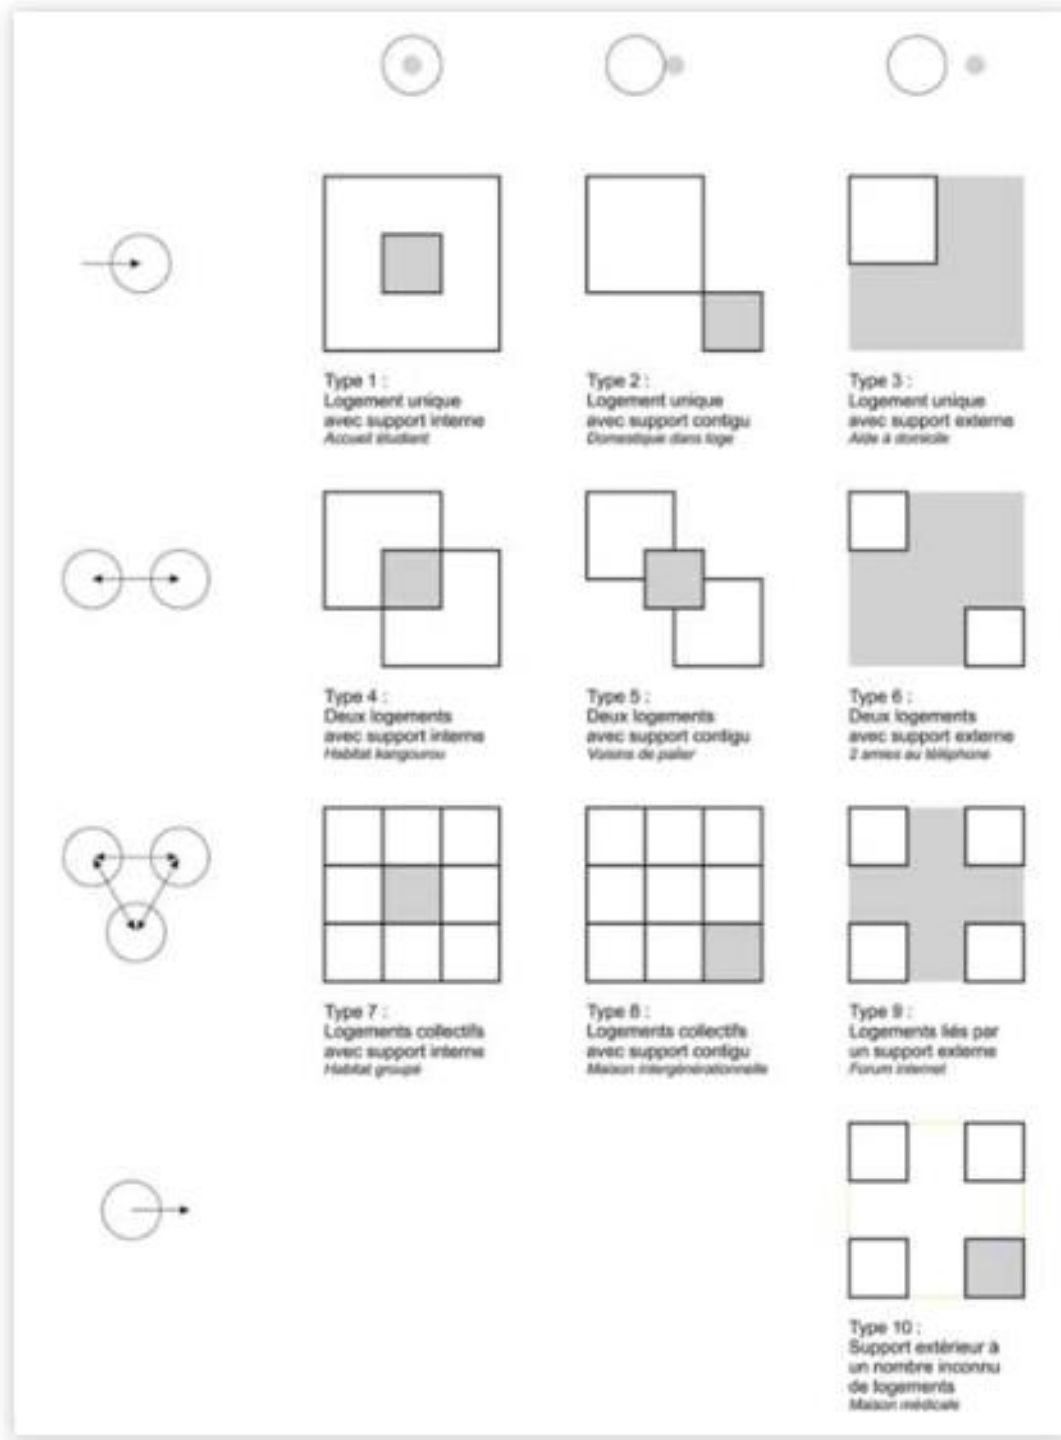 Type 1 :
Logement unique
avec support interne
Accueil étudiant
Type 2 :
Logement unique
avec support contigu
Domestique dans loge
Type 3 :
Logement unique
avec support externe
Aide à domicile
Type 4 :
Deux logements
avec support interne
Habitat kangourou
Type 5 :
Deux logements
avec support contigu
Voisins de palier
Type 6 :
Deux logements
avec support externe
2 amies au téléphone
Type 7 :
Logements collectifs
avec support interne
Habitat groupé
Type 8 :
Logements collectifs
avec support contigu
Maison intergénérationnelle
Type 9 :
Logements liés par
un support externe
Forum internet
Type 10 :
Support extérieur à
un nombre inconnu
de logements
Maison médicale